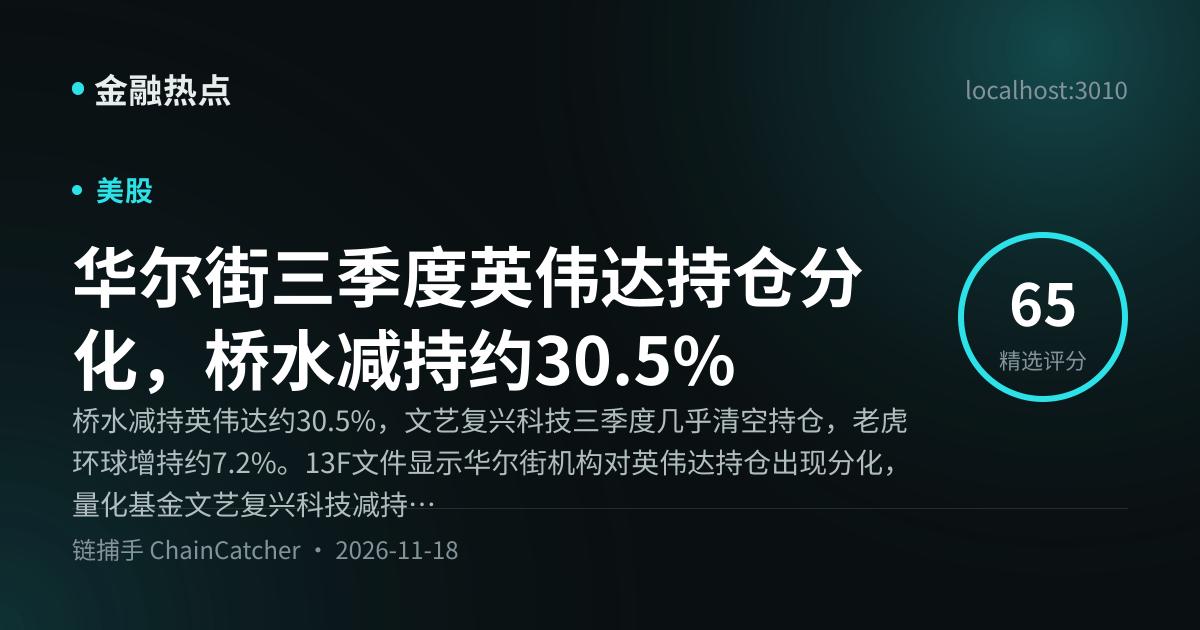 金融热点
localhost:3010
美股
华尔街三季度英伟达持仓分
化，桥水减持约30.5%
65
精选评分
桥水减持英伟达约30.5%，文艺复兴科技三季度几乎清空持仓，老虎
环球增持约7.2%。13F文件显示华尔街机构对英伟达持仓出现分化，
量化基金文艺复兴科技减持…
链捕手 ChainCatcher · 2026-11-18